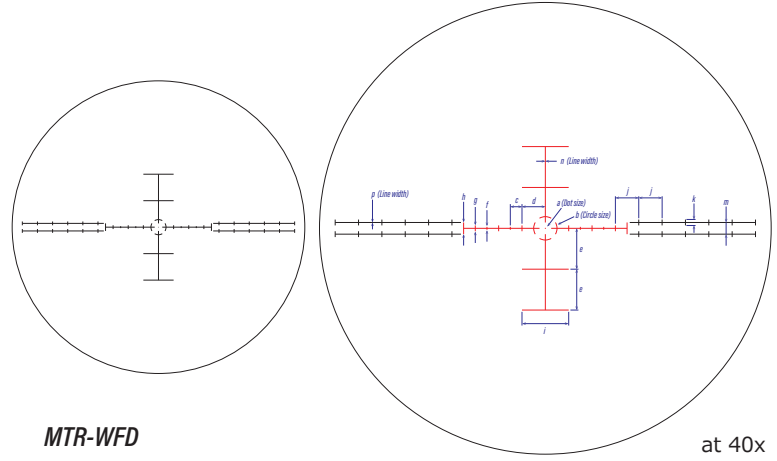 n (Line width)
p (Line width)
h
g
f
c
d
a (Dot size)
b (Circle size)
j
j
k
m
e
e
i
MTR-WFD
at 40x